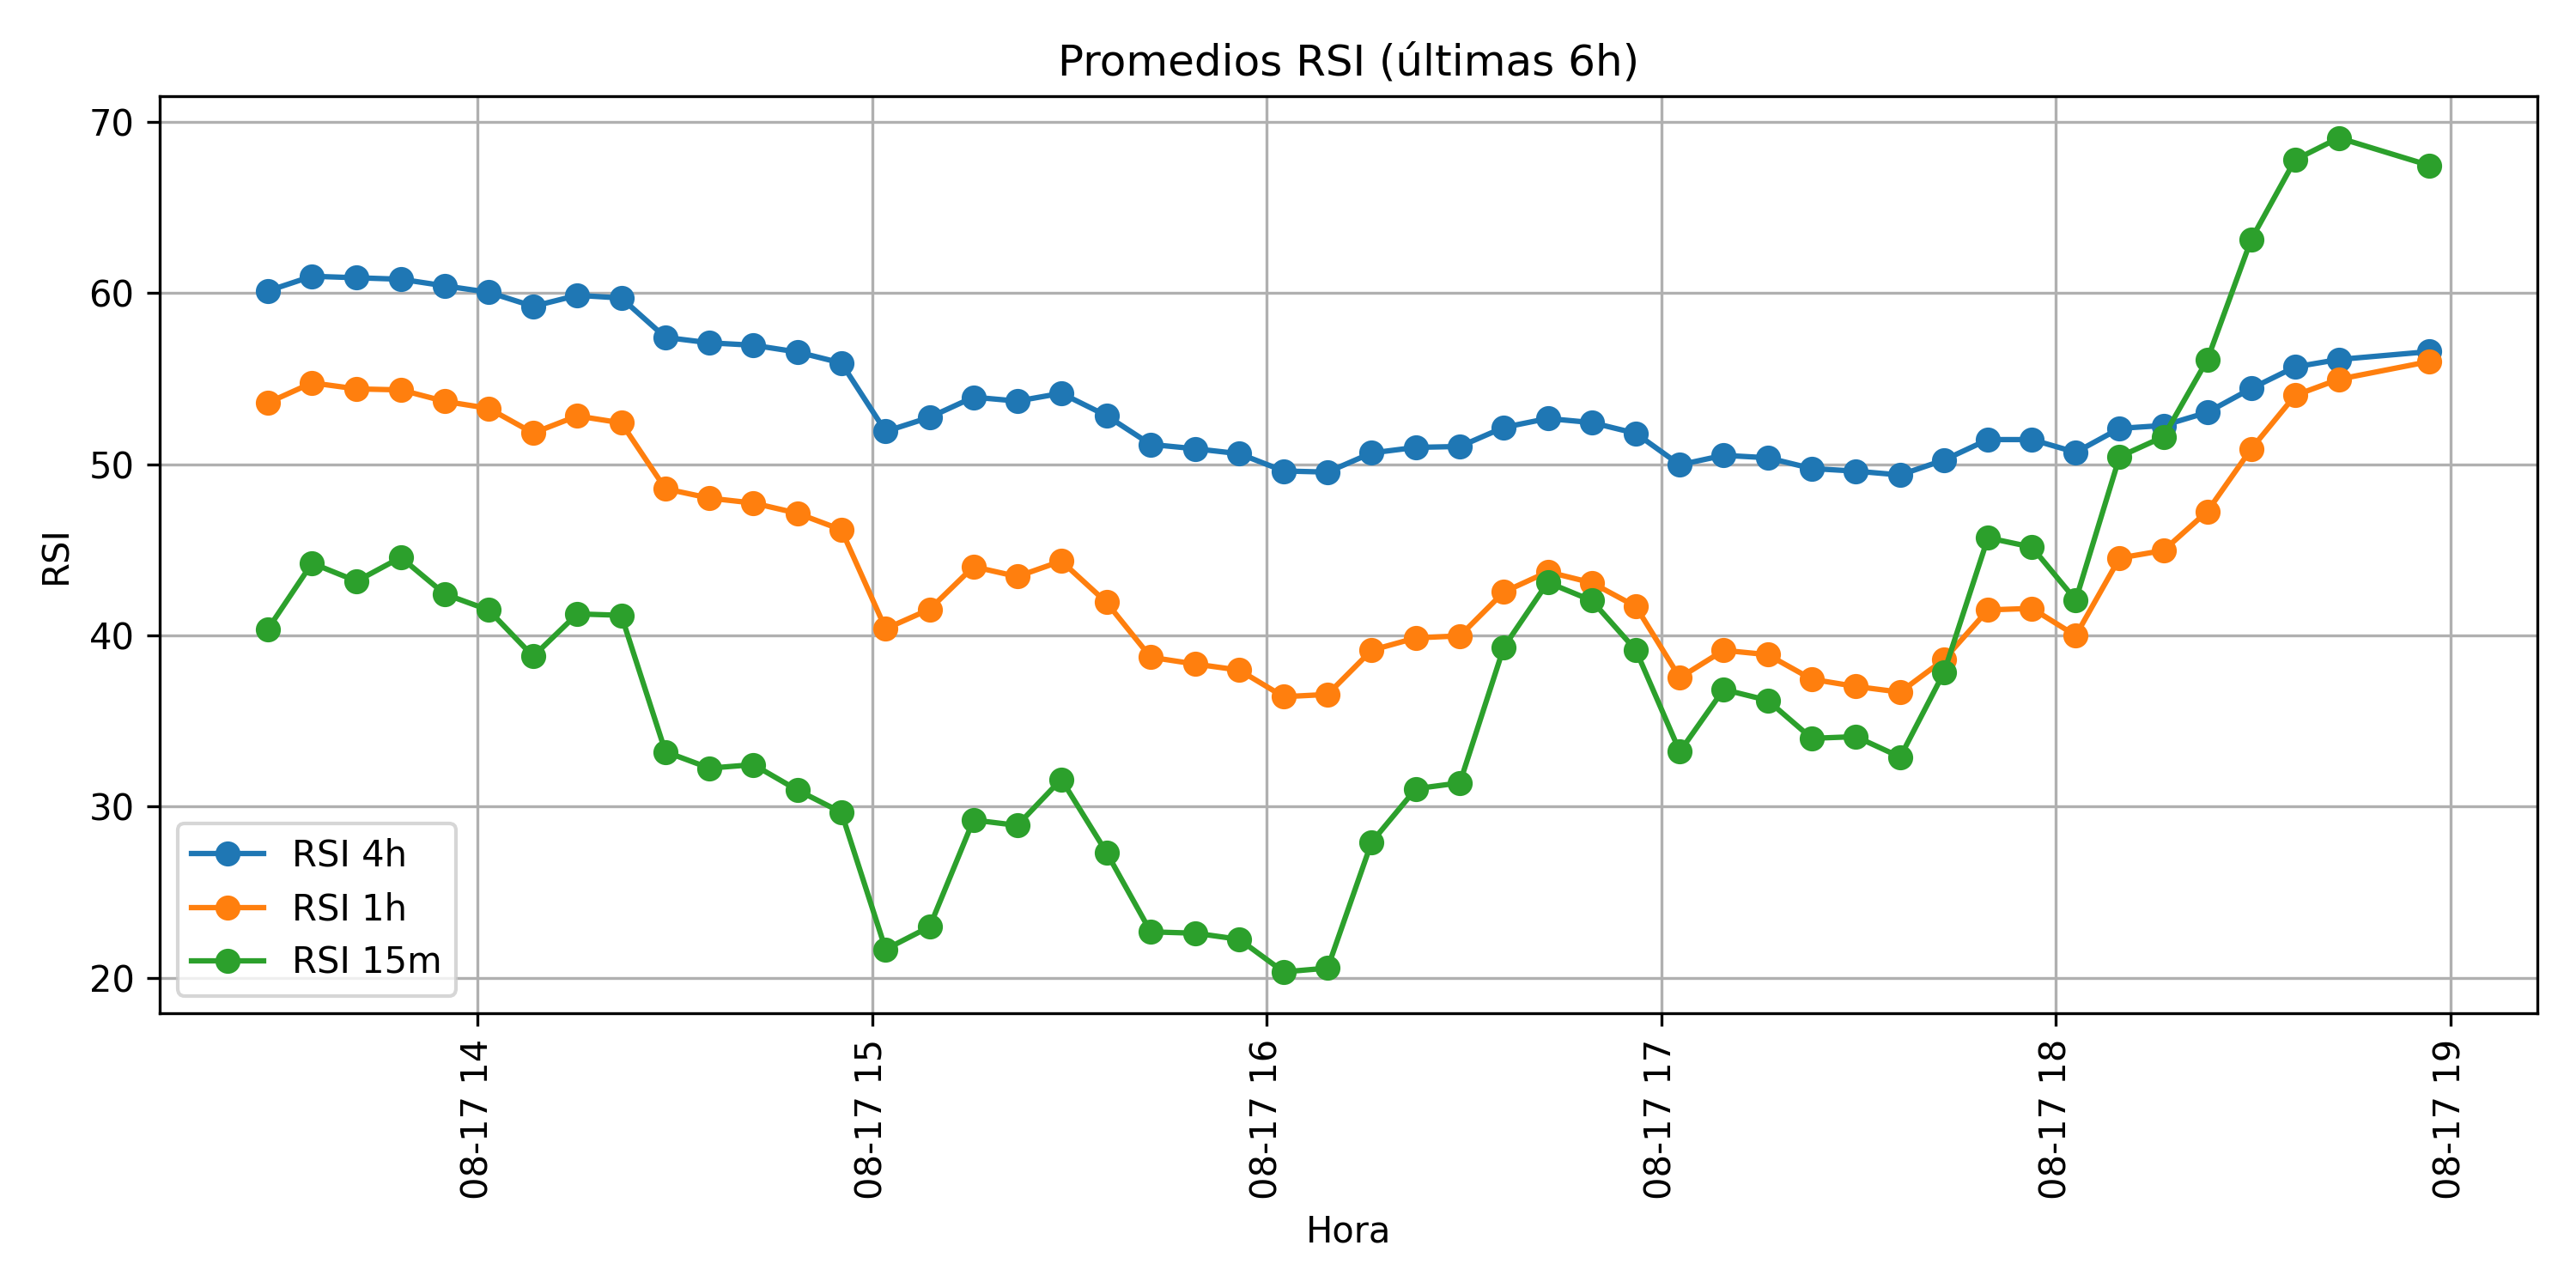 Promedios RSI (últimas 6h)
RSI
70
60
50
40
30
20
RSI 4h
RSI 1h
RSI 15m
08-17 14
08-17 15
08-17 16
08-17 17
08-17 18
08-17 19
Hora